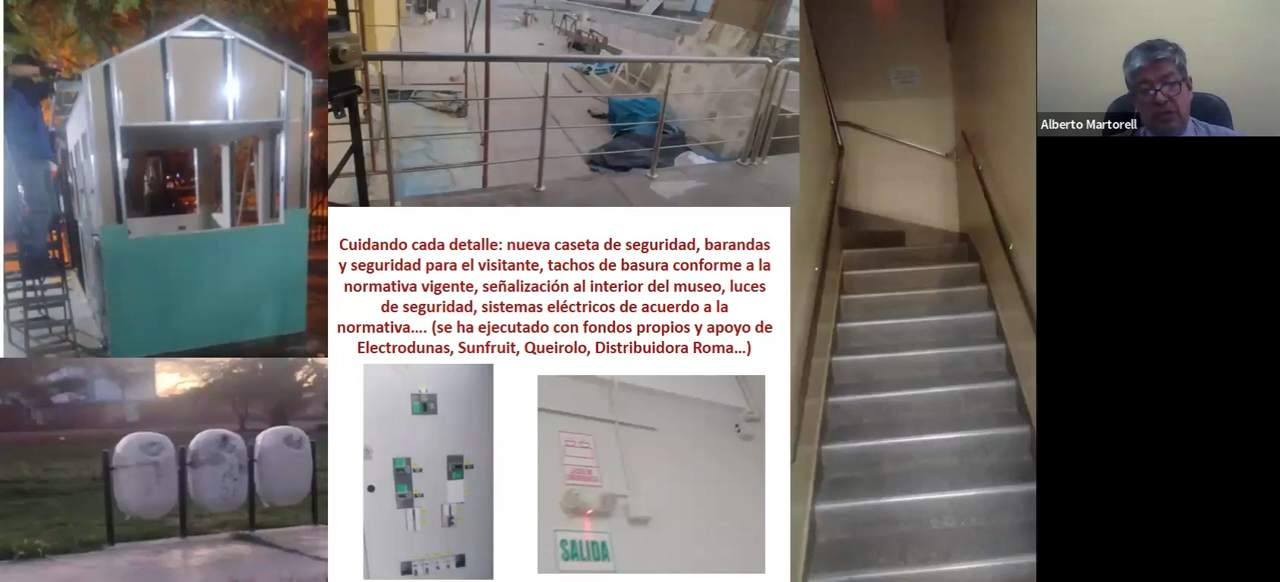 Alberto Martorell
Cuidando cada detalle: nueva caseta de seguridad, barandas
y seguridad para el visitante, tachos de basura conforme a la
normativa vigente, señalización al interior del museo, luces
de seguridad, sistemas eléctricos de acuerdo a la
normativa.... (se ha ejecutado con fondos propios y apoyo de
Electrodunas, Sunfruit, Queirolo, Distribuidora Roma...)
SALIDA